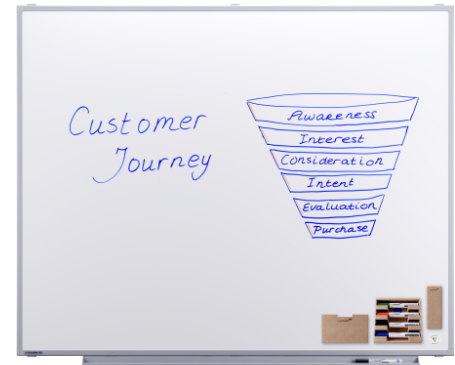 Customer
Journey
Awareness
Interest
Consideration
Intent
Evaluation
Purchase